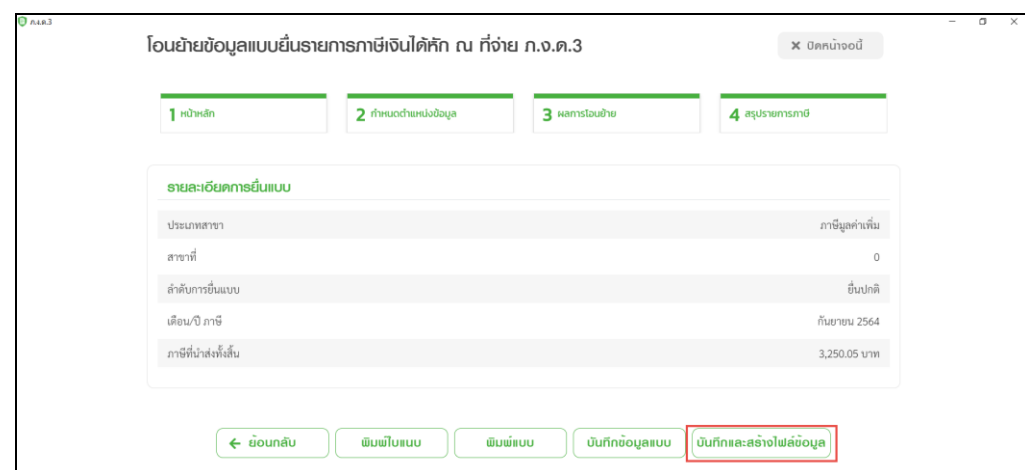 ภ.ง.ด.3
โอนย้ายข้อมูลแบบยื่นรายการภาษีเงินได้หัก ณ ที่จ่าย ภ.ง.ด.3
✕ ปิดหน้าจอนี้
1 หน้าหลัก
2 กำหนดตำแหน่งข้อมูล
3 ผลการโอนย้าย
4 สรุปรายการภาษี
รายละเอียดการยื่นแบบ
ประเภทสาขา ภาษีมูลค่าเพิ่ม
สาขาที่ 0
ลำดับการยื่นแบบ ยื่นปกติ
เดือน/ปี ภาษี กันยายน 2564
ภาษีที่นำส่งทั้งสิ้น 3,250.05 บาท
← ย้อนกลับ
พิมพ์ใบแนบ
พิมพ์แบบ
บันทึกข้อมูลแบบ
บันทึกและสร้างไฟล์ข้อมูล